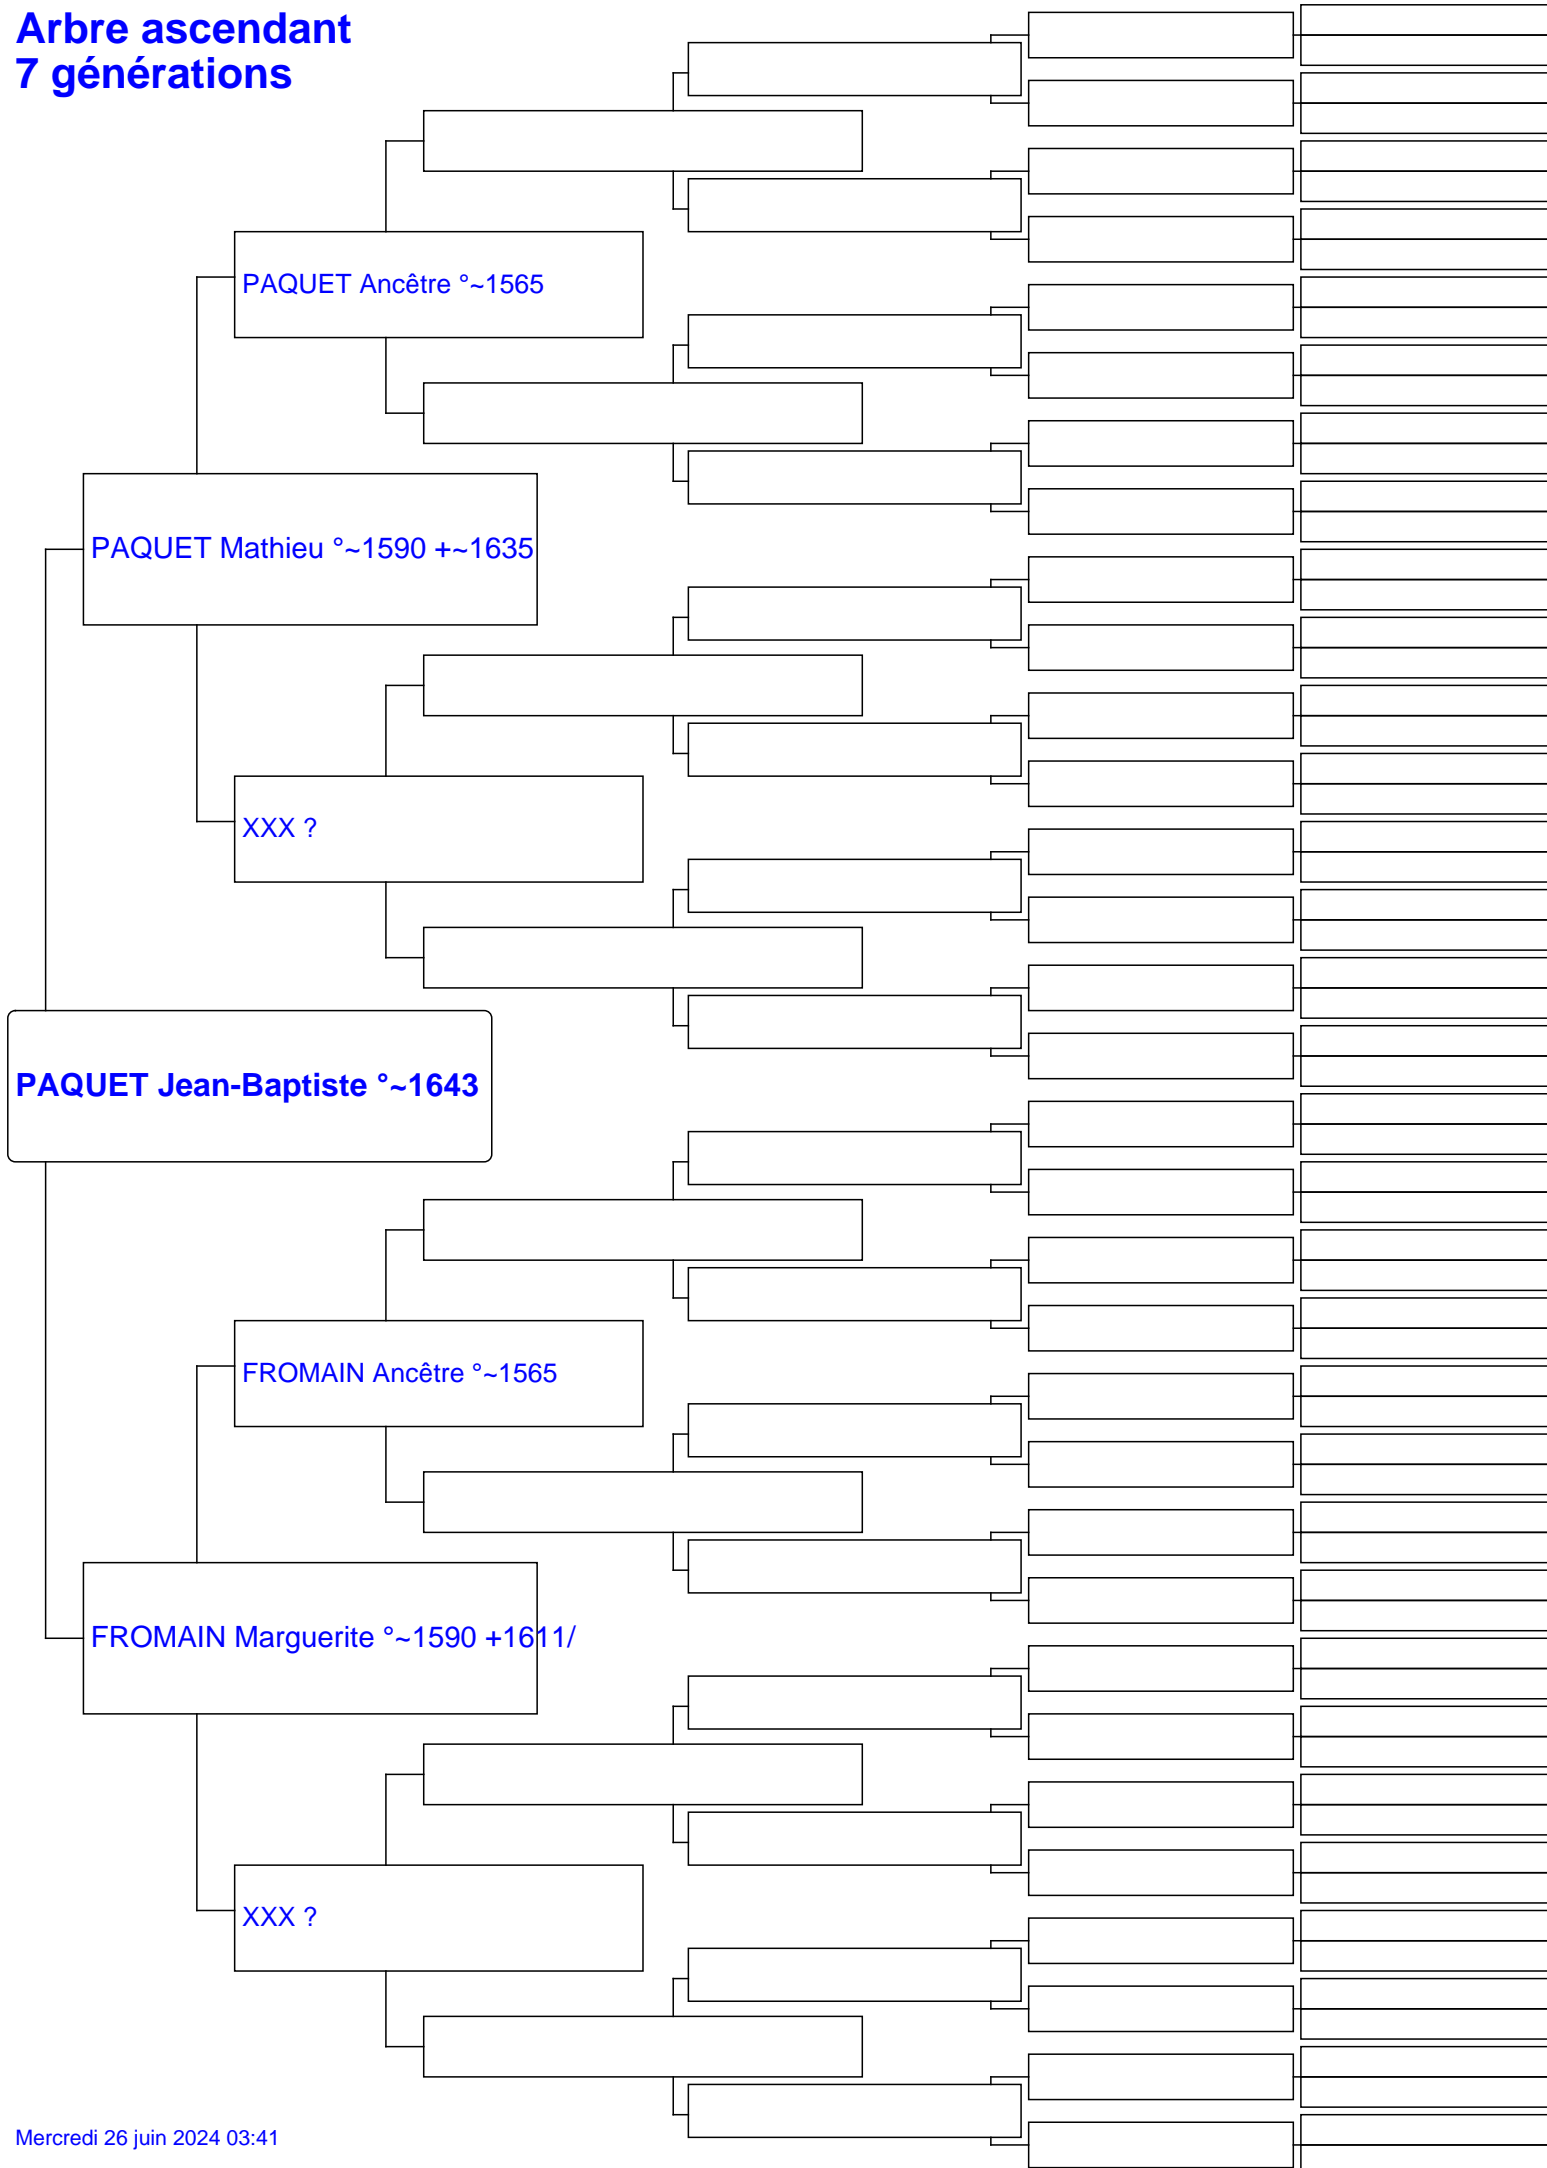 Arbre ascendant
7 générations
PAQUET Ancêtre °~1565
PAQUET Mathieu °~1590 +~1635
XXX ?
PAQUET Jean-Baptiste °~1643
FROMAIN Ancêtre °~1565
FROMAIN Marguerite °~1590 +1611/
XXX ?
Mercredi 26 juin 2024 03:41